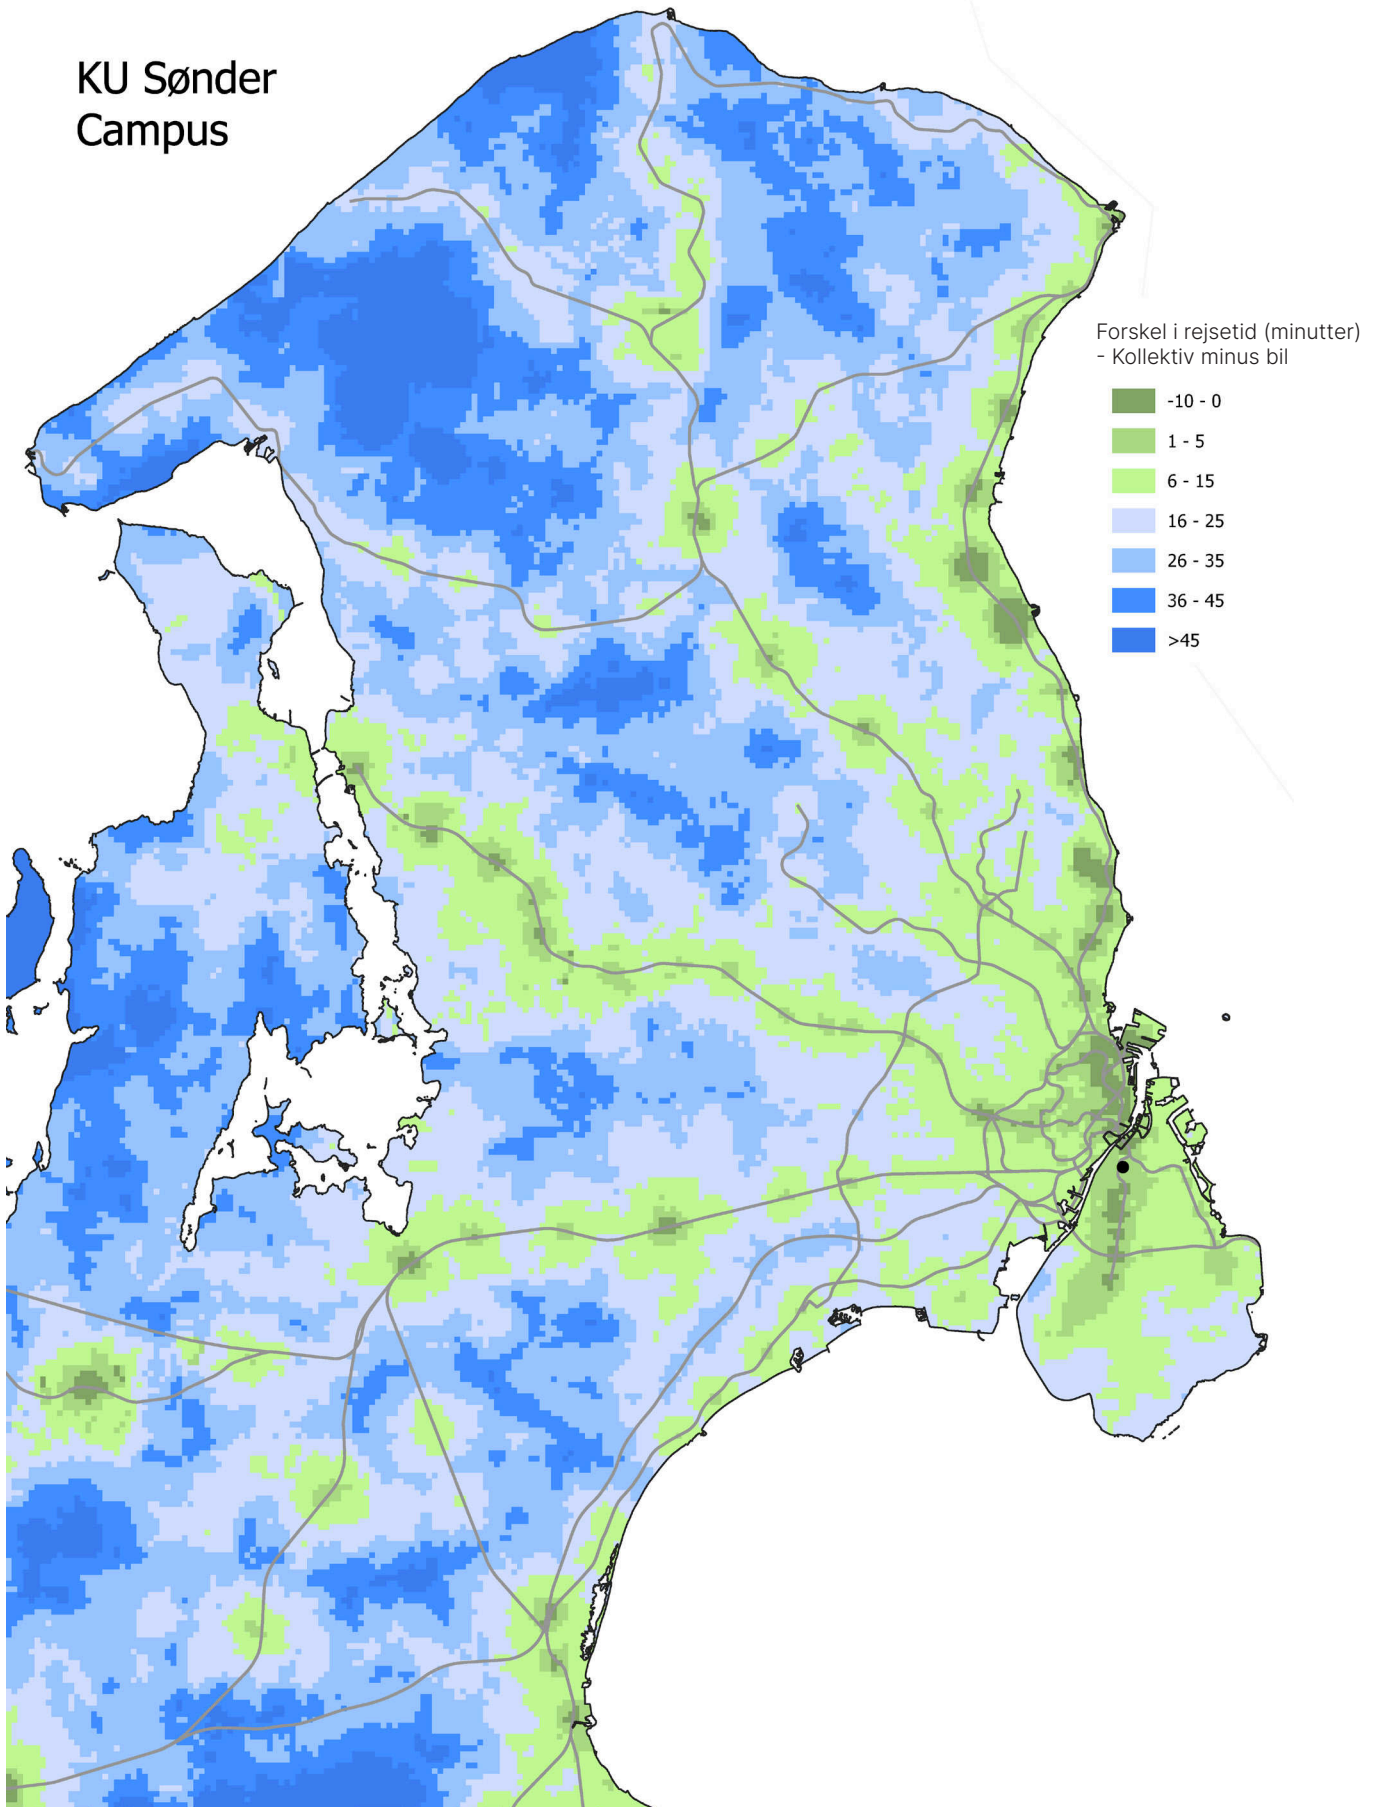 KU Sønder
Campus
Forskel i rejsetid (minutter)
- Kollektiv minus bil
-10 - 0
1 - 5
6 - 15
16 - 25
26 - 35
36 - 45
>45